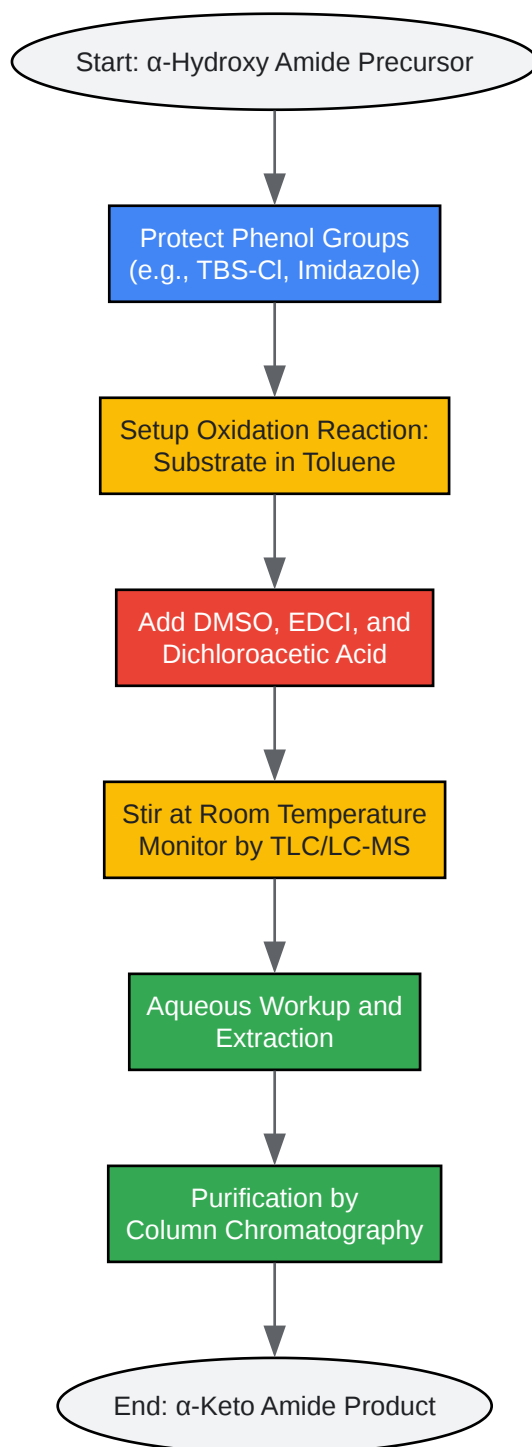 Start: α-Hydroxy Amide Precursor
Protect Phenol Groups
(e.g., TBS-Cl, Imidazole)
Setup Oxidation Reaction:
Substrate in Toluene
Add DMSO, EDCI, and
Dichloroacetic Acid
Stir at Room Temperature
Monitor by TLC/LC-MS
Aqueous Workup and
Extraction
Purification by
Column Chromatography
End: α-Keto Amide Product